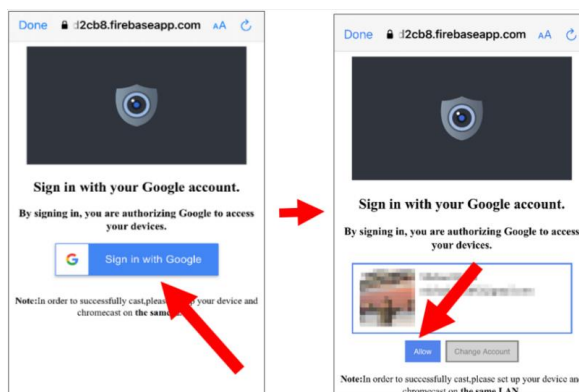 Done
:12cb8.firebaseapp.com
AA
Sign in with your Google account.
By signing in, you are authorizing Google to access
your devices.
G
Sign in with Google
Note:In order to successfully cast,please your device and
chromecast on the same
Done
:l2cb8.firebaseapp.com
AA
Sign in with your Google account.
By signing in, you are authorizing Google to access
your devices.
Allow
Change Account
Note:In order to successfully cast,please set up your device an
chromecast on the same LAN